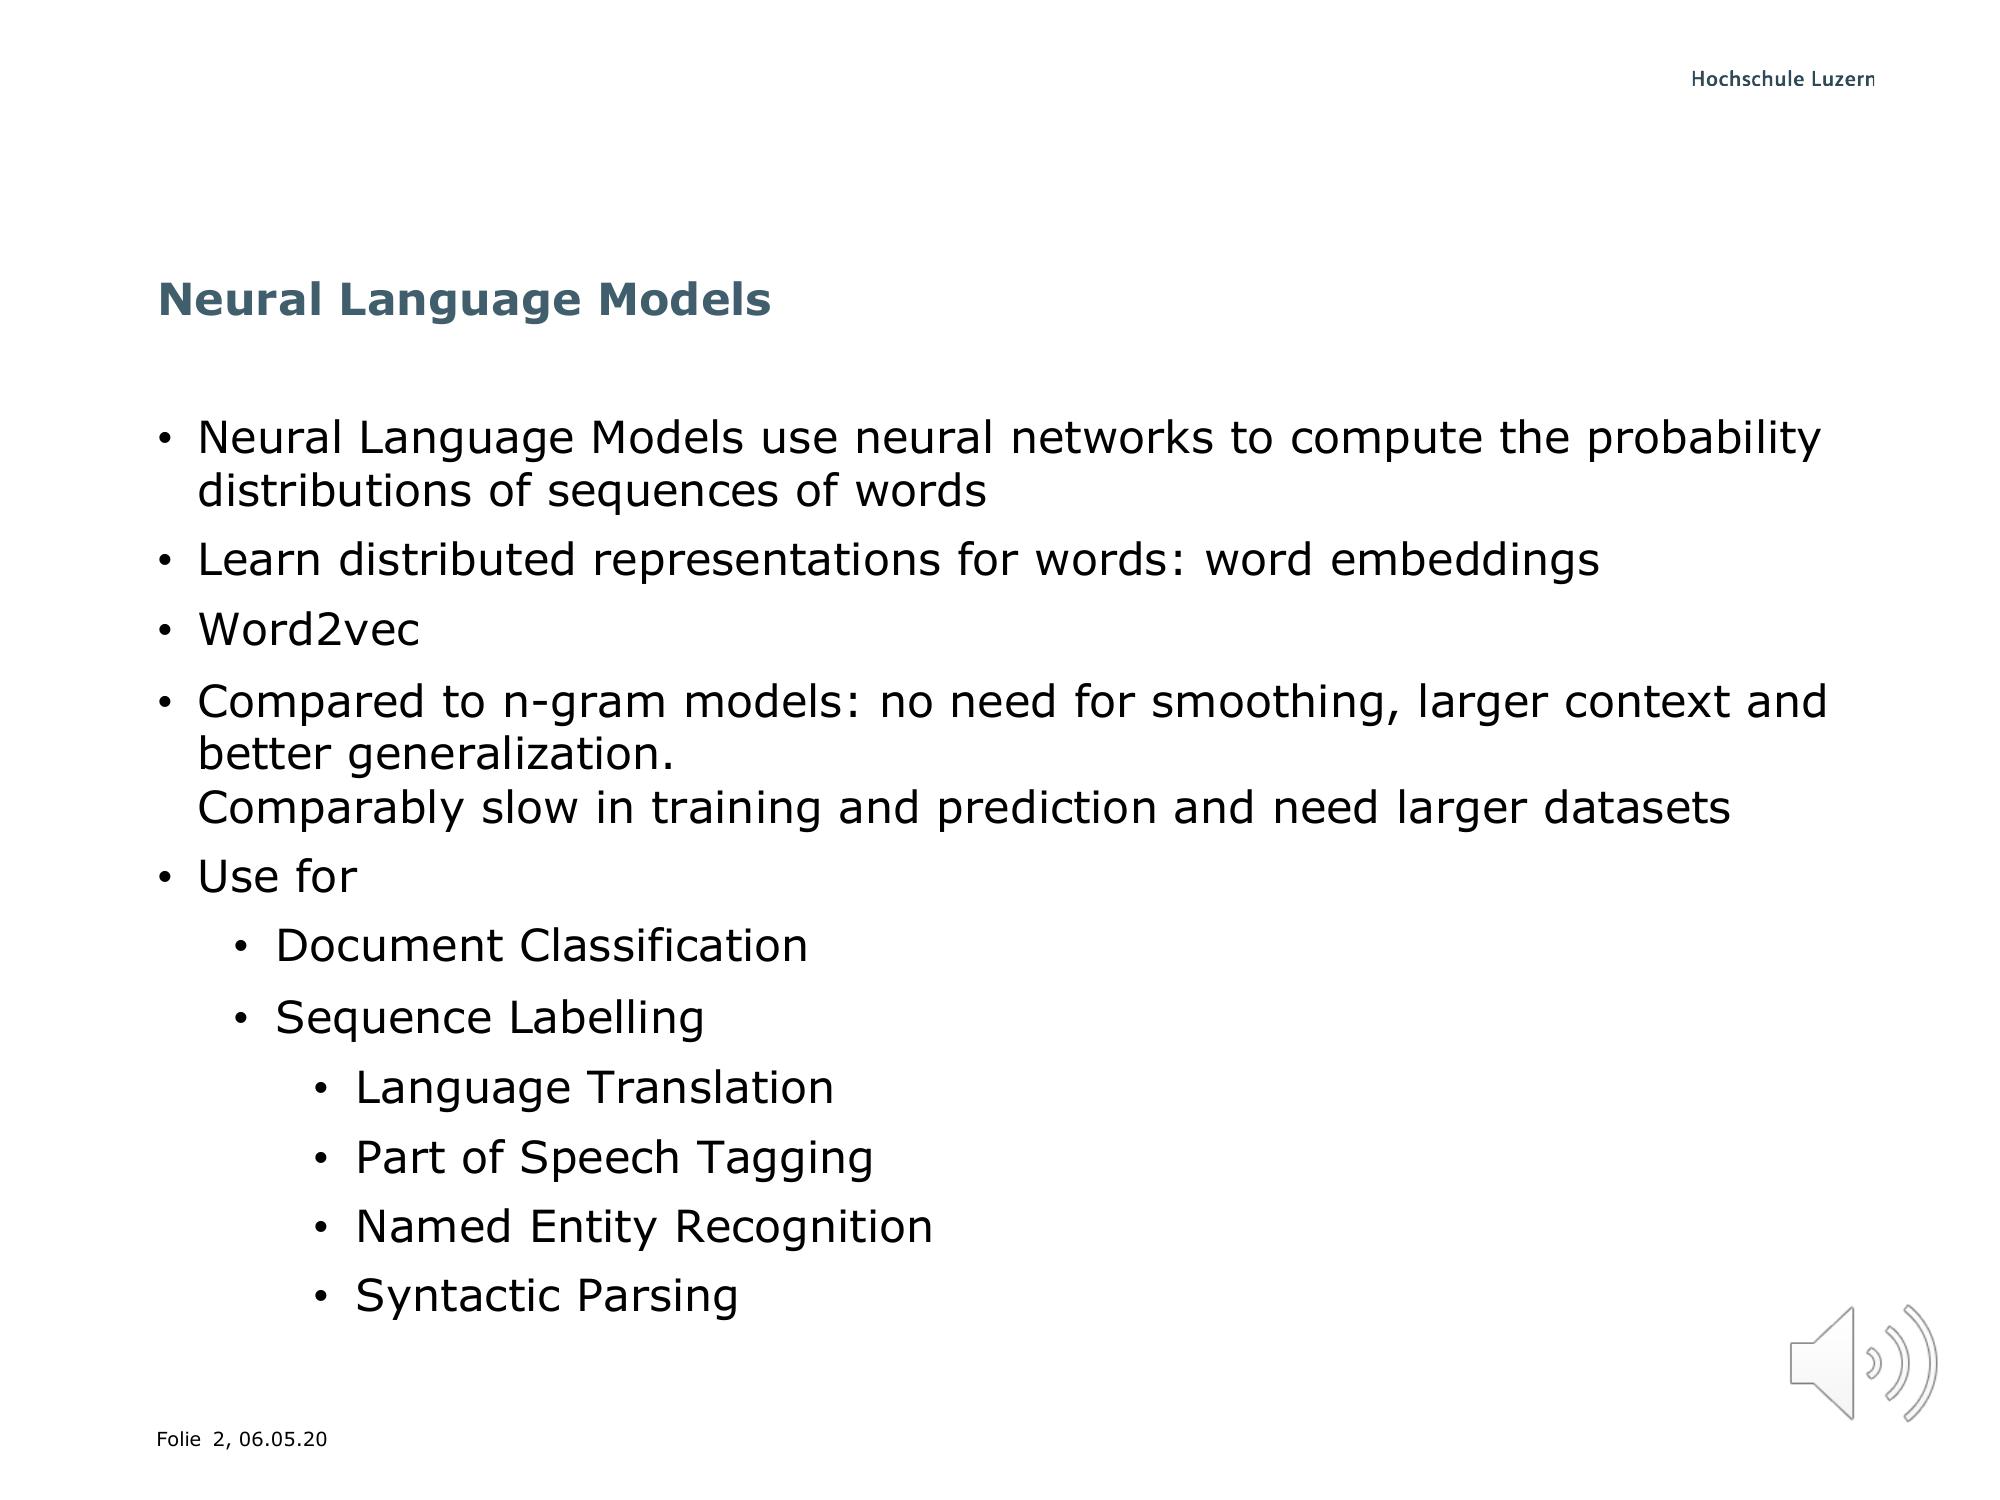 Hochschule Luzern
Neural Language Models
• Neural Language Models use neural networks to compute the probability
distributions of sequences of words
• Learn distributed representations for words: word embeddings
• Word2vec
• Compared to n-gram models: no need for smoothing, larger context and
better generalization.
Comparably slow in training and prediction and need larger datasets
• Use for
• Document Classification
• Sequence Labelling
• Language Translation
• Part of Speech Tagging
• Named Entity Recognition
• Syntactic Parsing
Folie 2, 06.05.20